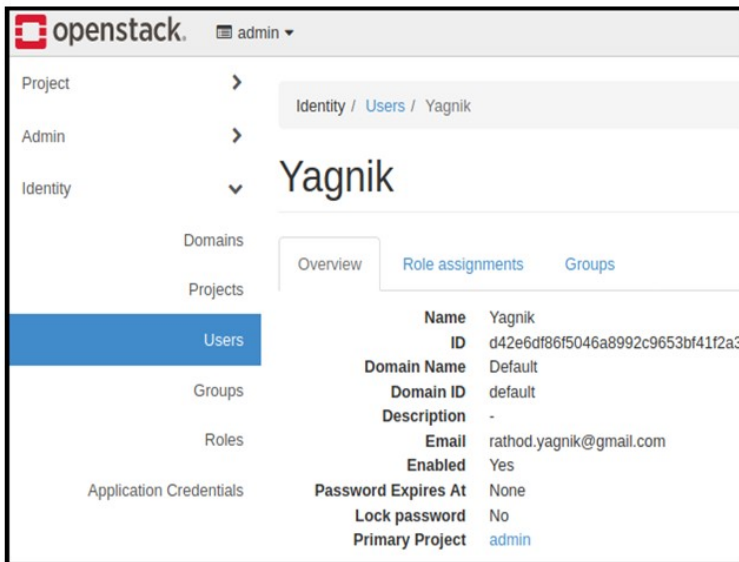 openstack. admin
Project
Admin
Identity
Domains
Projects
Users
Groups
Roles
Application Credentials
Identity / Users / Yagnik
Yagnik
Overview Role assignments Groups
Name Yagnik
ID d42e6df86f5046a8992c9653bf41f2a3
Domain Name Default
Domain ID default
Description -
Email rathod.yagnik@gmail.com
Enabled Yes
Password Expires At None
Lock password No
Primary Project admin